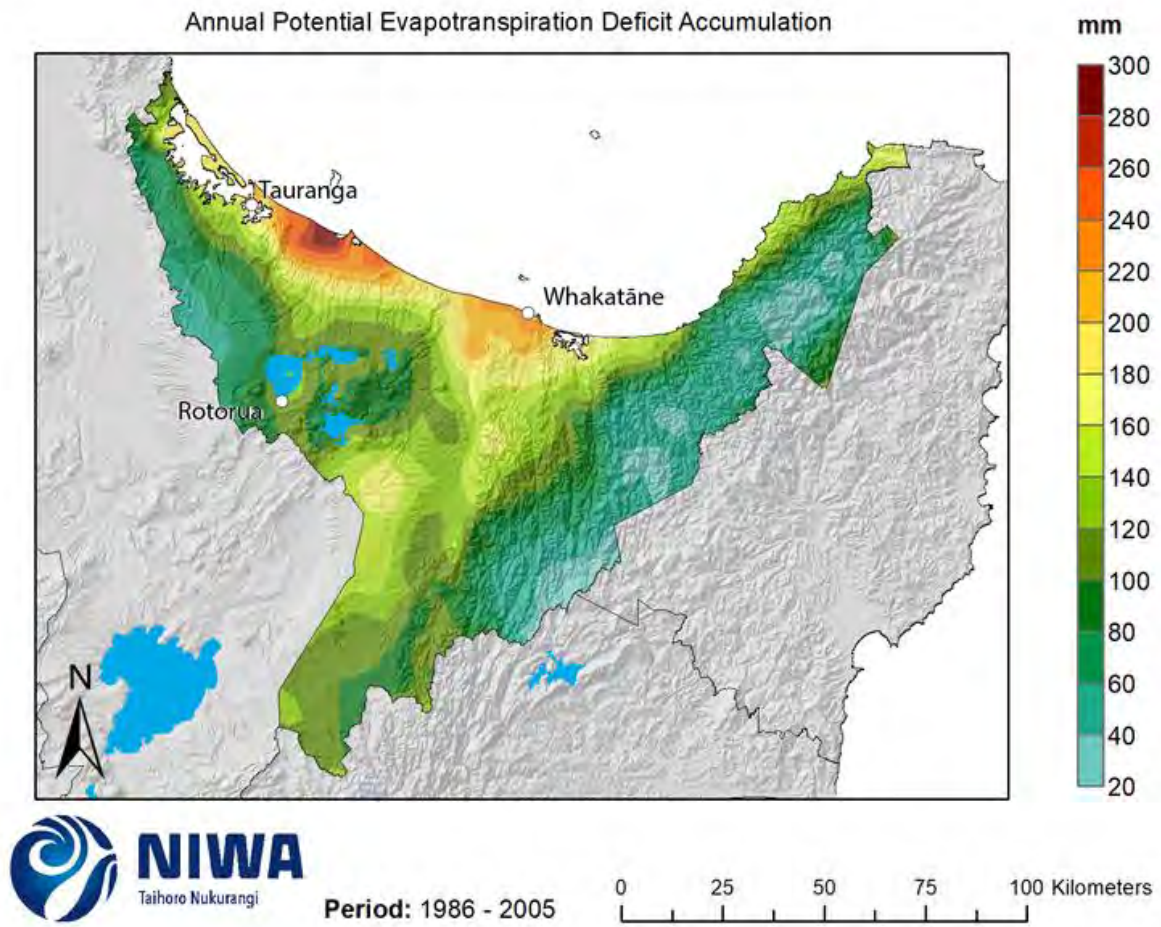 Annual Potential Evapotranspiration Deficit Accumulation
mm
300
280
260
240
220
200
180
160
140
120
100
80
60
40
20
Tauranga
Whakatāne
Rotorua
N
NIWA
Taihoro Nukurangi
Period: 1986 - 2005
0 25 50 75 100 Kilometers